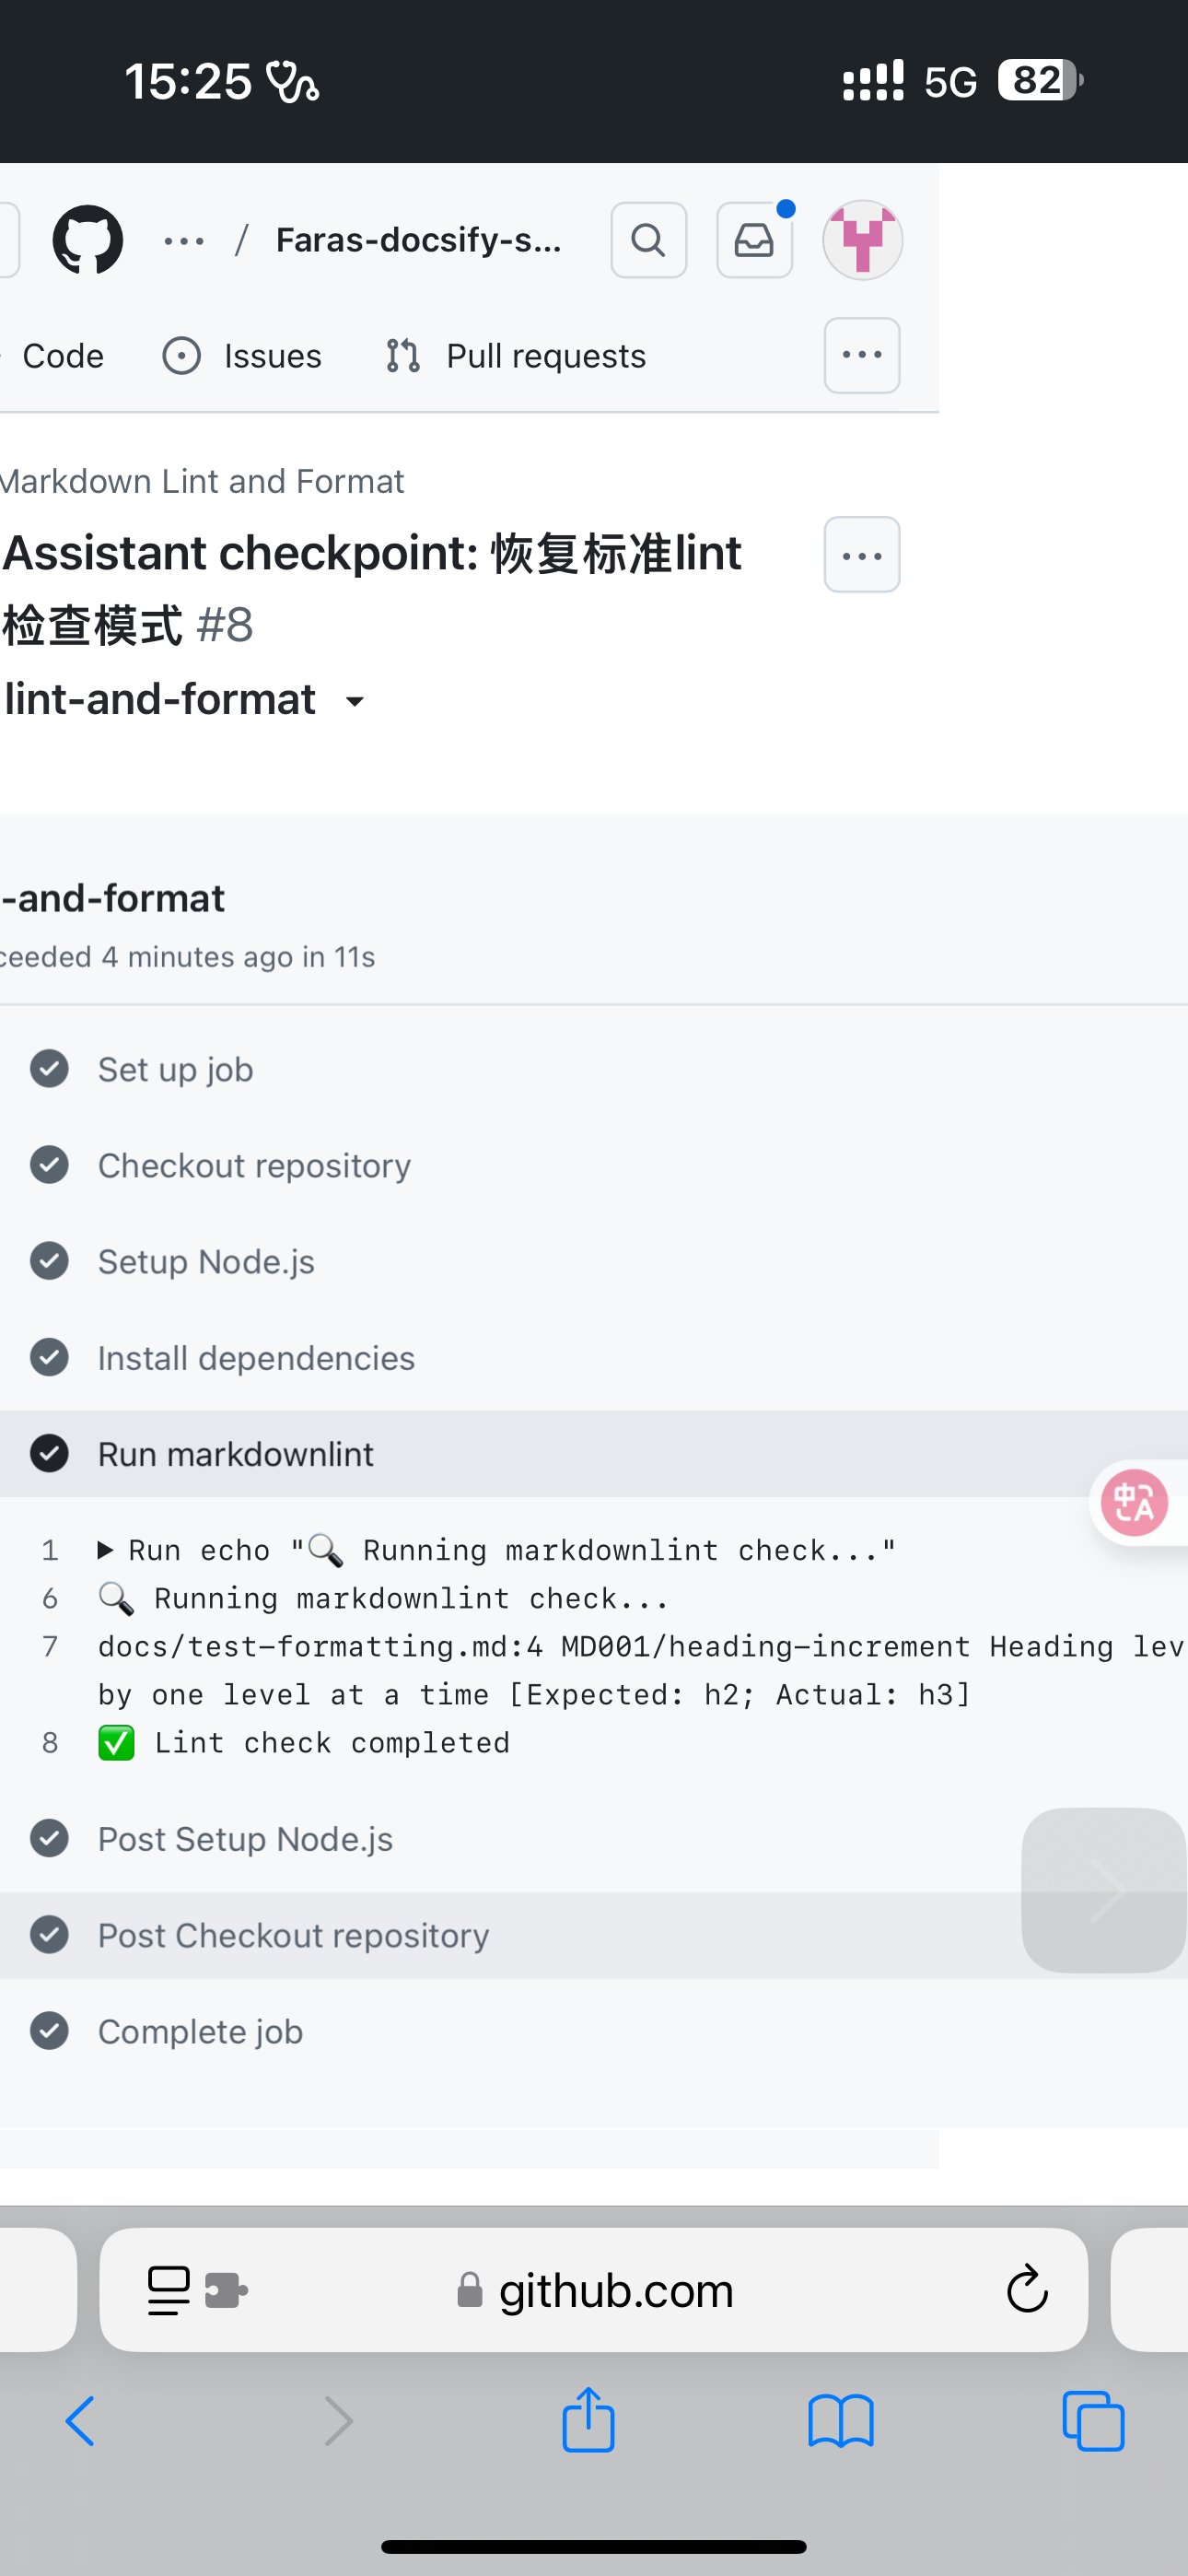 15:25
5G 82
... / Faras-docsify-s...
Code Issues Pull requests
Markdown Lint and Format
Assistant checkpoint: 恢复标准lint
检查模式 #8
lint-and-format
-and-format
ceeded 4 minutes ago in 11s
Set up job
Checkout repository
Setup Node.js
Install dependencies
Run markdownlint
中A
1 ▶ Run echo "🔍 Running markdownlint check..."
6 🔍 Running markdownlint check...
7 docs/test-formatting.md:4 MD001/heading-increment Heading lev
by one level at a time [Expected: h2; Actual: h3]
8 ✅ Lint check completed
Post Setup Node.js
Post Checkout repository
Complete job
github.com